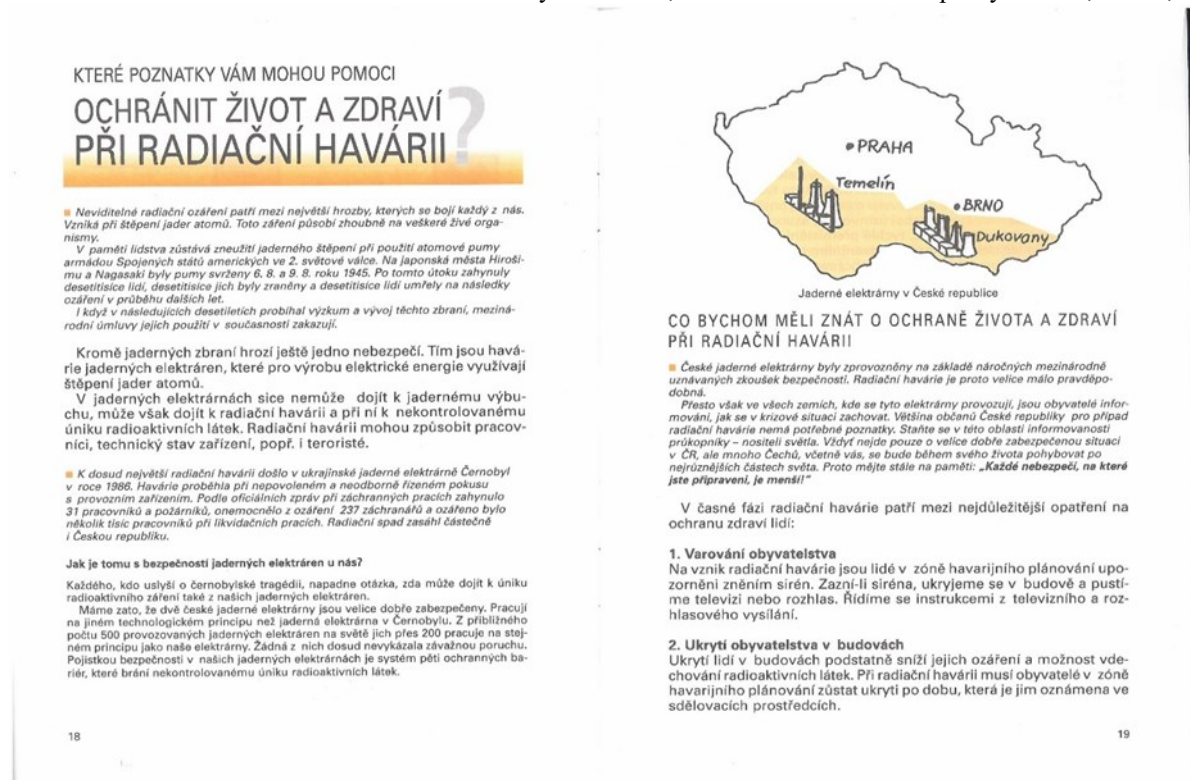 KTERÉ POZNATKY VÁM MOHOU POMOCI
OCHRÁNIT ŽIVOT A ZDRAVÍ
PŘI RADIAČNÍ HAVÁRII?
Neviditelné radiační ozáření patří mezi největší hrozby, kterých se bojí každý z nás.
Vzniká při štěpení jader atomů. Toto záření působí zhoubně na veškeré živé orga-
nismy.
V paměti lidstva zůstává zneužití jaderného štěpení při použití atomové pumy
armádou Spojených států amerických ve 2. světové válce. Na japonská města Hiroši-
mu a Nagasaki byly pumy svrženy 6. 8. a 9. 8. roku 1945. Po tomto útoku zahynuly
desetitisíce lidí, desetitisíce jich byly zraněny a desetitisíce lidí umřely na následky
ozáření v průběhu dalších let.
I když v následujících desetiletích probíhal výzkum a vývoj těchto zbraní, meziná-
rodní úmluvy jejich použití v současnosti zakazují.
Kromě jaderných zbraní hrozí ještě jedno nebezpečí. Tím jsou havá-
rie jaderných elektráren, které pro výrobu elektrické energie využívají
štěpení jader atomů.
V jaderných elektrárnách sice nemůže dojít k jadernému výbu-
chu, může však dojít k radiační havárii a při ní k nekontrolovanému
úniku radioaktivních látek. Radiační havárii mohou způsobit pracov-
níci, technický stav zařízení, popř. i teroristé.
K dosud největší radiační havárii došlo v ukrajinské jaderné elektrárně Černobyl
v roce 1986. Havárie proběhla při nepovoleném a neodborně řízeném pokusu
s provozním zařízením. Podle oficiálních zpráv při záchranných pracích zahynulo
31 pracovníků a požárníků, onemocnělo z ozáření 237 záchranářů a ozářeno bylo
několik tisíc pracovníků při likvidačních pracích. Radiační spad zasáhl částečně
i Českou republiku.
Jak je tomu s bezpečností jaderných elektráren u nás?
Každého, kdo uslyší o černobylské tragédii, napadne otázka, zda může dojít k úniku
radioaktivního záření také z našich jaderných elektráren.
Máme zato, že dvě české jaderné elektrárny jsou velice dobře zabezpečeny. Pracují
na jiném technologickém principu než jaderná elektrárna v Černobylu. Z přibližného
počtu 500 provozovaných jaderných elektráren na světě jich přes 200 pracuje na stej-
ném principu jako naše elektrárny. Žádná z nich dosud nevykázala závažnou poruchu.
Pojistkou bezpečnosti v našich jaderných elektrárnách je systém pěti ochranných ba-
riér, které brání nekontrolovanému úniku radioaktivních látek.
18
PRAHA
Temelín
BRNO
Dukovany
Jaderné elektrárny v České republice
CO BYCHOM MĚLI ZNÁT O OCHRANĚ ŽIVOTA A ZDRAVÍ
PŘI RADIAČNÍ HAVÁRII
České jaderné elektrárny byly zprovozněny na základě náročných mezinárodně
uznávaných zkoušek bezpečnosti. Radiační havárie je proto velice málo pravděpo-
dobná.
Přesto však ve všech zemích, kde se tyto elektrárny provozují, jsou obyvatelé infor-
mováni, jak se v krizové situaci zachovat. Většina občanů České republiky pro případ
radiační havárie nemá potřebné poznatky. Staňte se v této oblasti informovanosti
průkopníky – nositeli světla. Vždyť nejde pouze o velice dobře zabezpečenou situaci
v ČR, ale mnoho Čechů, včetně vás, se bude během svého života pohybovat po
nejrůznějších částech světa. Proto mějte stále na paměti: „Každé nebezpečí, na které
jste připraveni, je menší!“
V časné fázi radiační havárie patří mezi nejdůležitější opatření na
ochranu zdraví lidí:
1. Varování obyvatelstva
Na vznik radiační havárie jsou lidé v zóně havarijního plánování upo-
zorněni zněním sirén. Zazní-li siréna, ukryjeme se v budově a pustí-
me televizi nebo rozhlas. Řídíme se instrukcemi z televizního a roz-
hlasového vysílání.
2. Ukrytí obyvatelstva v budovách
Ukrytí lidí v budovách podstatně sníží jejich ozáření a možnost vde-
chování radioaktivních látek. Při radiační havárii musí obyvatelé v zóně
havarijního plánování zůstat ukryti po dobu, která je jim oznámena ve
sdělovacích prostředcích.
19